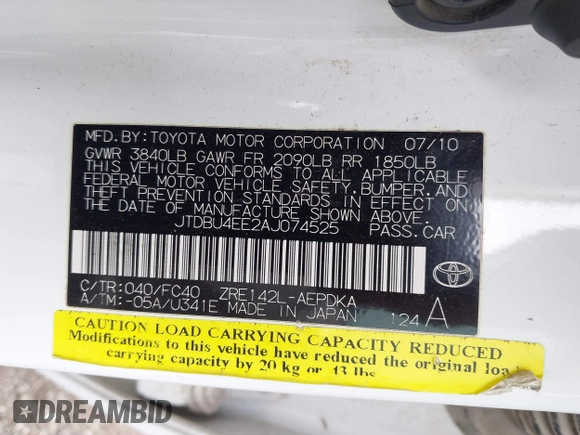 MFD. BY: TOYOTA MOTOR CORPORATION 07/10
GVWR 3840LB GAWR FR 2090LB RR 1850LB
THIS VEHICLE CONFORMS TO ALL APPLICABLE
FEDERAL MOTOR VEHICLE SAFETY, BUMPER, AND
THEFT PREVENTION STANDARDS IN EFFECT ON
THE DATE OF MANUFACTURE SHOWN ABOVE.
JTDBU4EE2AJ074525 PASS.CAR
C/TR: 040/FC40 ZRE142L-AEPDKA
A/TM: -05A/U341E MADE IN JAPAN 124 A
TOYOTA
CAUTION LOAD CARRYING CAPACITY REDUCED
Modifications to this vehicle have reduced the original load
carrying capacity by 20 kg or 43 lbs
DREAMBID